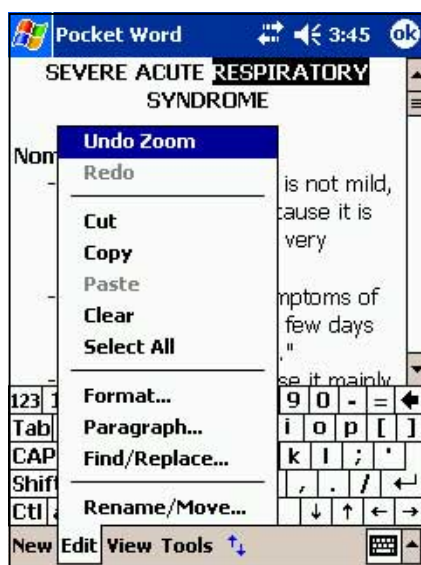 Pocket Word 3:45 ok
SEVERE ACUTE RESPIRATORY
SYNDROME
Undo Zoom
Redo
is not mild,
Cut
cause it is
Copy
very
Paste
Clear
few days
Select All
."
Format...
Paragraph...
Find/Replace...
Rename/Move...
123 9 0 - =
Tab i o p [ ]
CAP k l ; '
Shift , . /
Ctl
New Edit View Tools